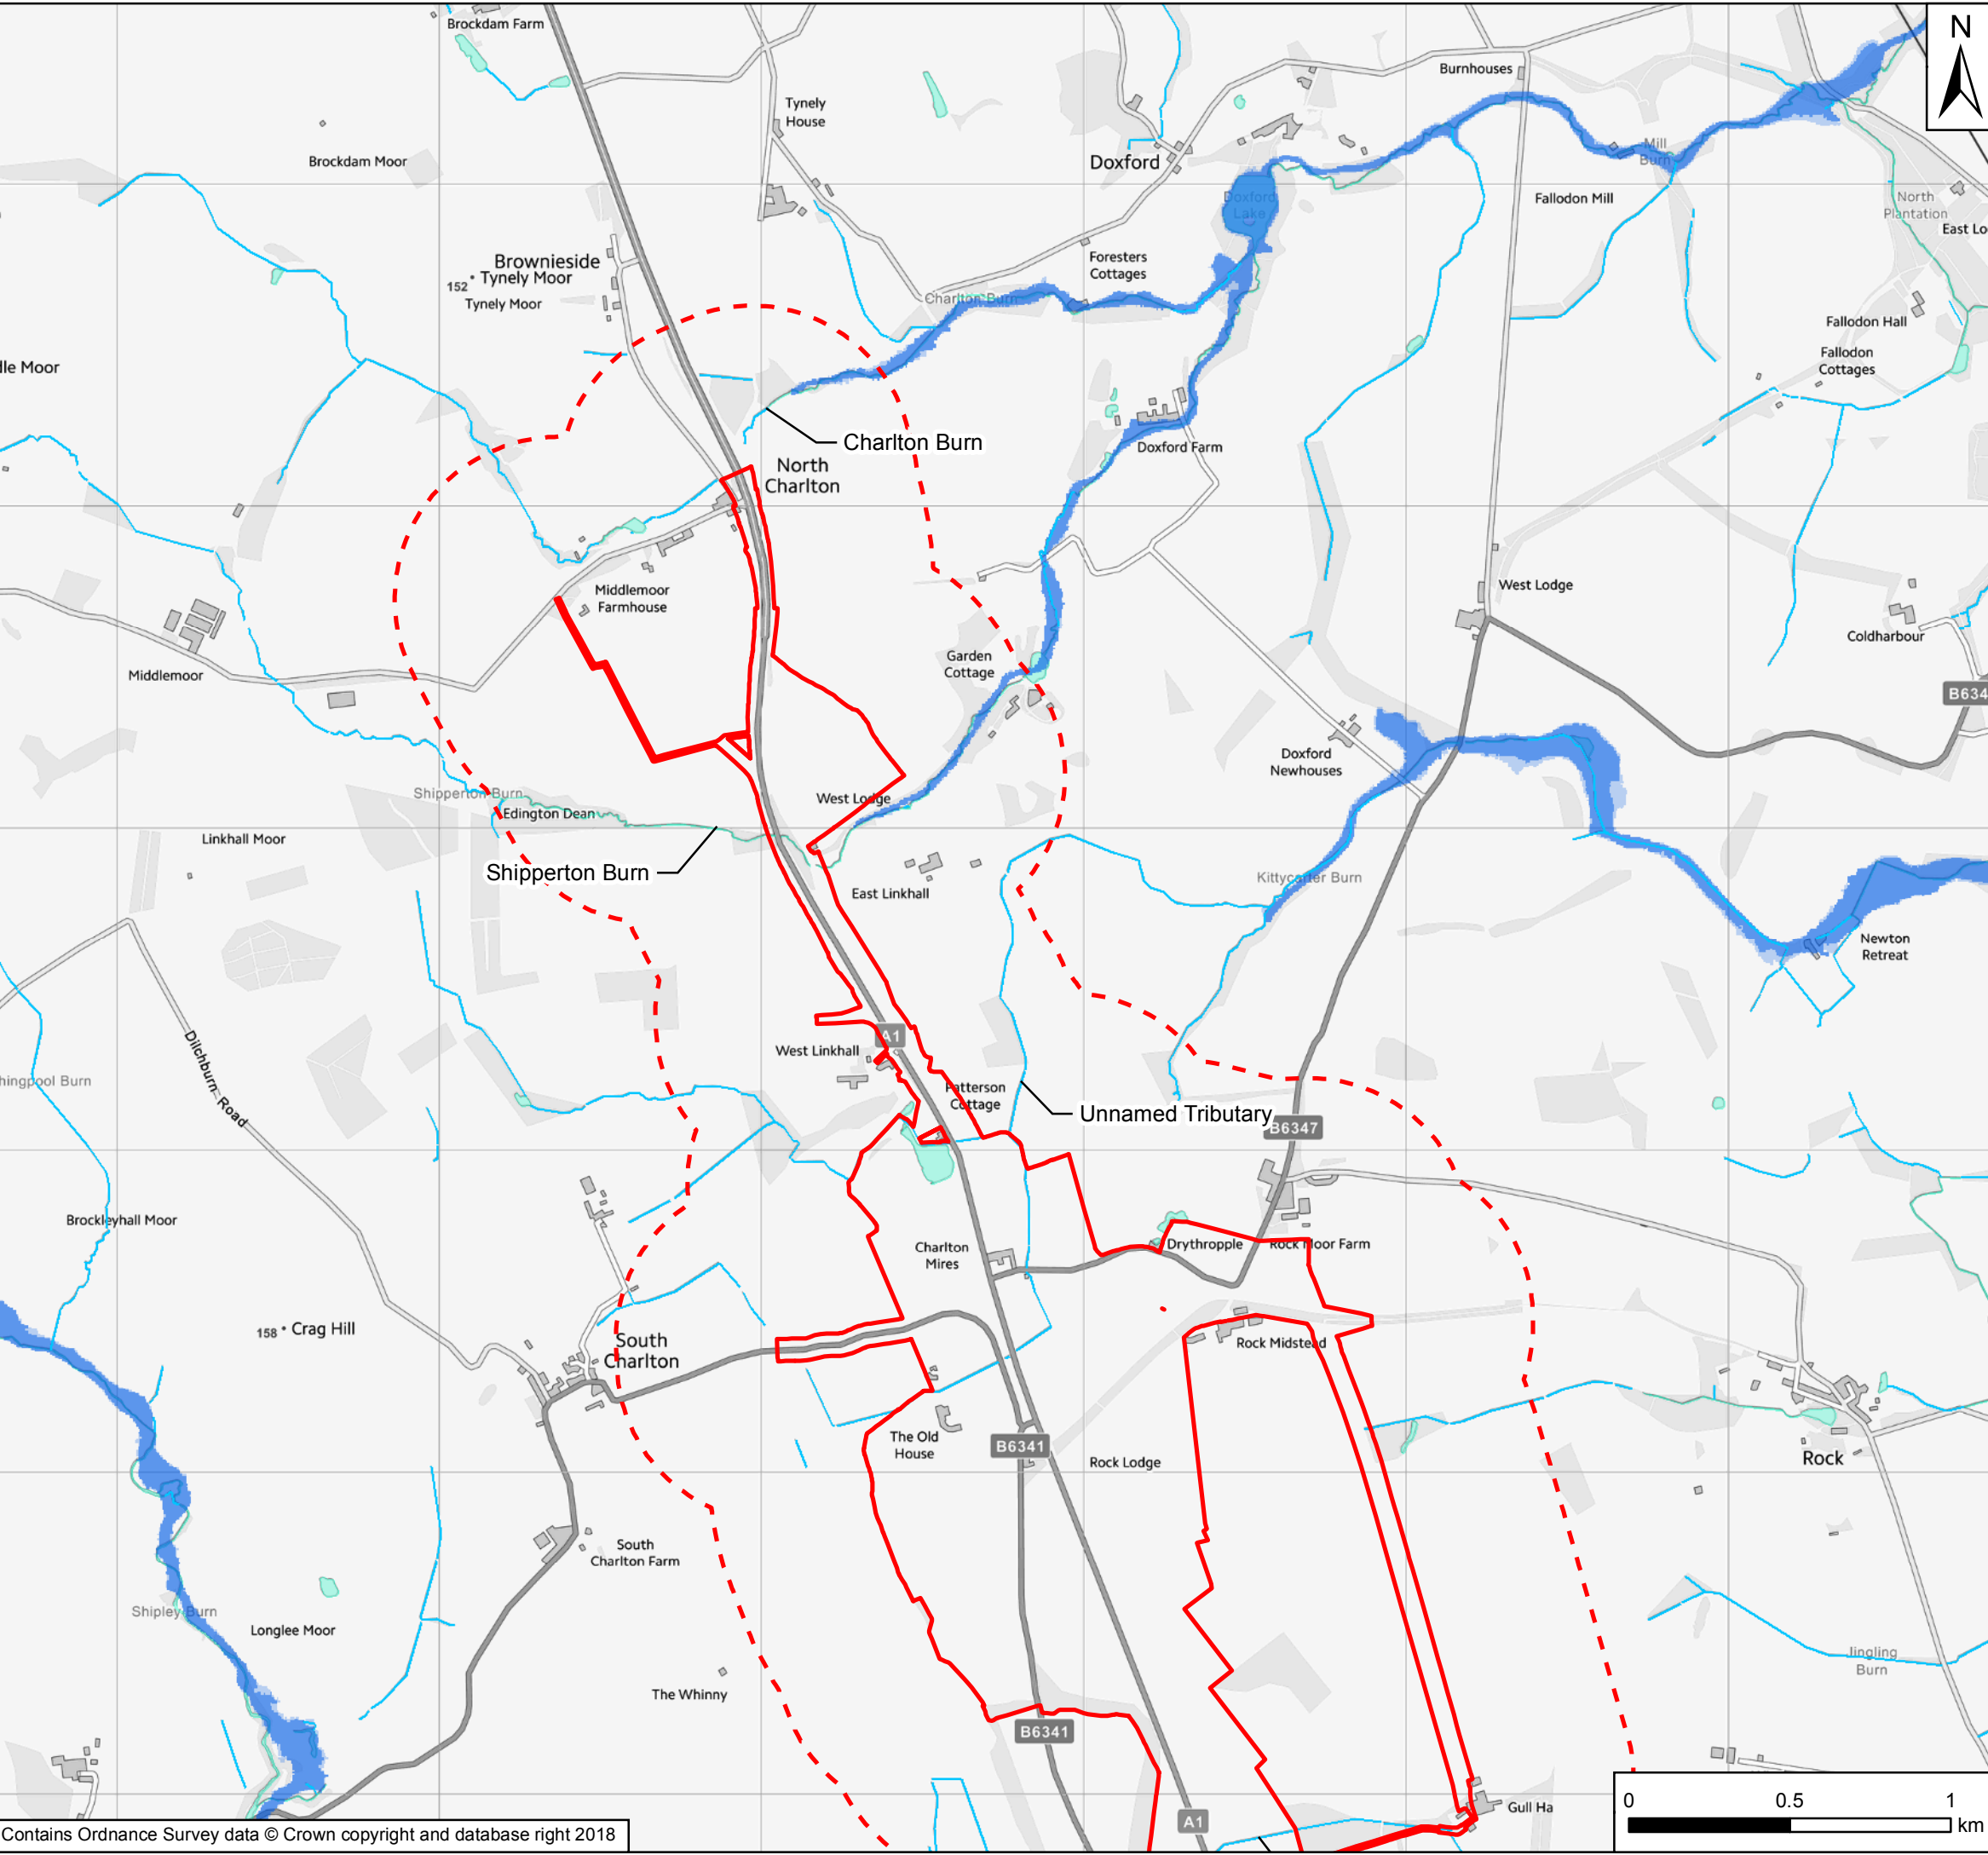 Brockdam Farm
N
Burnhouses
Tynely
House
Brockdam Moor
Doxford
Mill
Burn
Fallodon Mill
Doxford
Lake
North
Plantation
East Lo
Brownieside
152
Tynely Moor
Tynely Moor
Foresters
Cottages
Charlton Burn
Fallodon Hall
Fallodon
Cottages
dle Moor
Charlton Burn
Doxford Farm
North
Charlton
Middlemoor
Farmhouse
West Lodge
Coldharbour
Middlemoor
Garden
Cottage
B634
Doxford
Newhouses
Shipperton Burn
Edington Dean
West Lodge
Linkhall Moor
Shipperton Burn
East Linkhall
Kittycarter Burn
Newton
Retreat
Dilchburn Road
A1
West Linkhall
hingpool Burn
Patterson
Cottage
Unnamed Tributary
B6347
Brockleyhall Moor
Charlton
Mires
Drythropple
Rock Moor Farm
158
Crag Hill
South
Charlton
Rock Midstead
The Old
House
B6341
Rock Lodge
Rock
South
Charlton Farm
Shipley Burn
Longlee Moor
Jingling
Burn
The Whinny
B6341
A1
Gull Ha
0 0.5 1
km
Contains Ordnance Survey data © Crown copyright and database right 2018